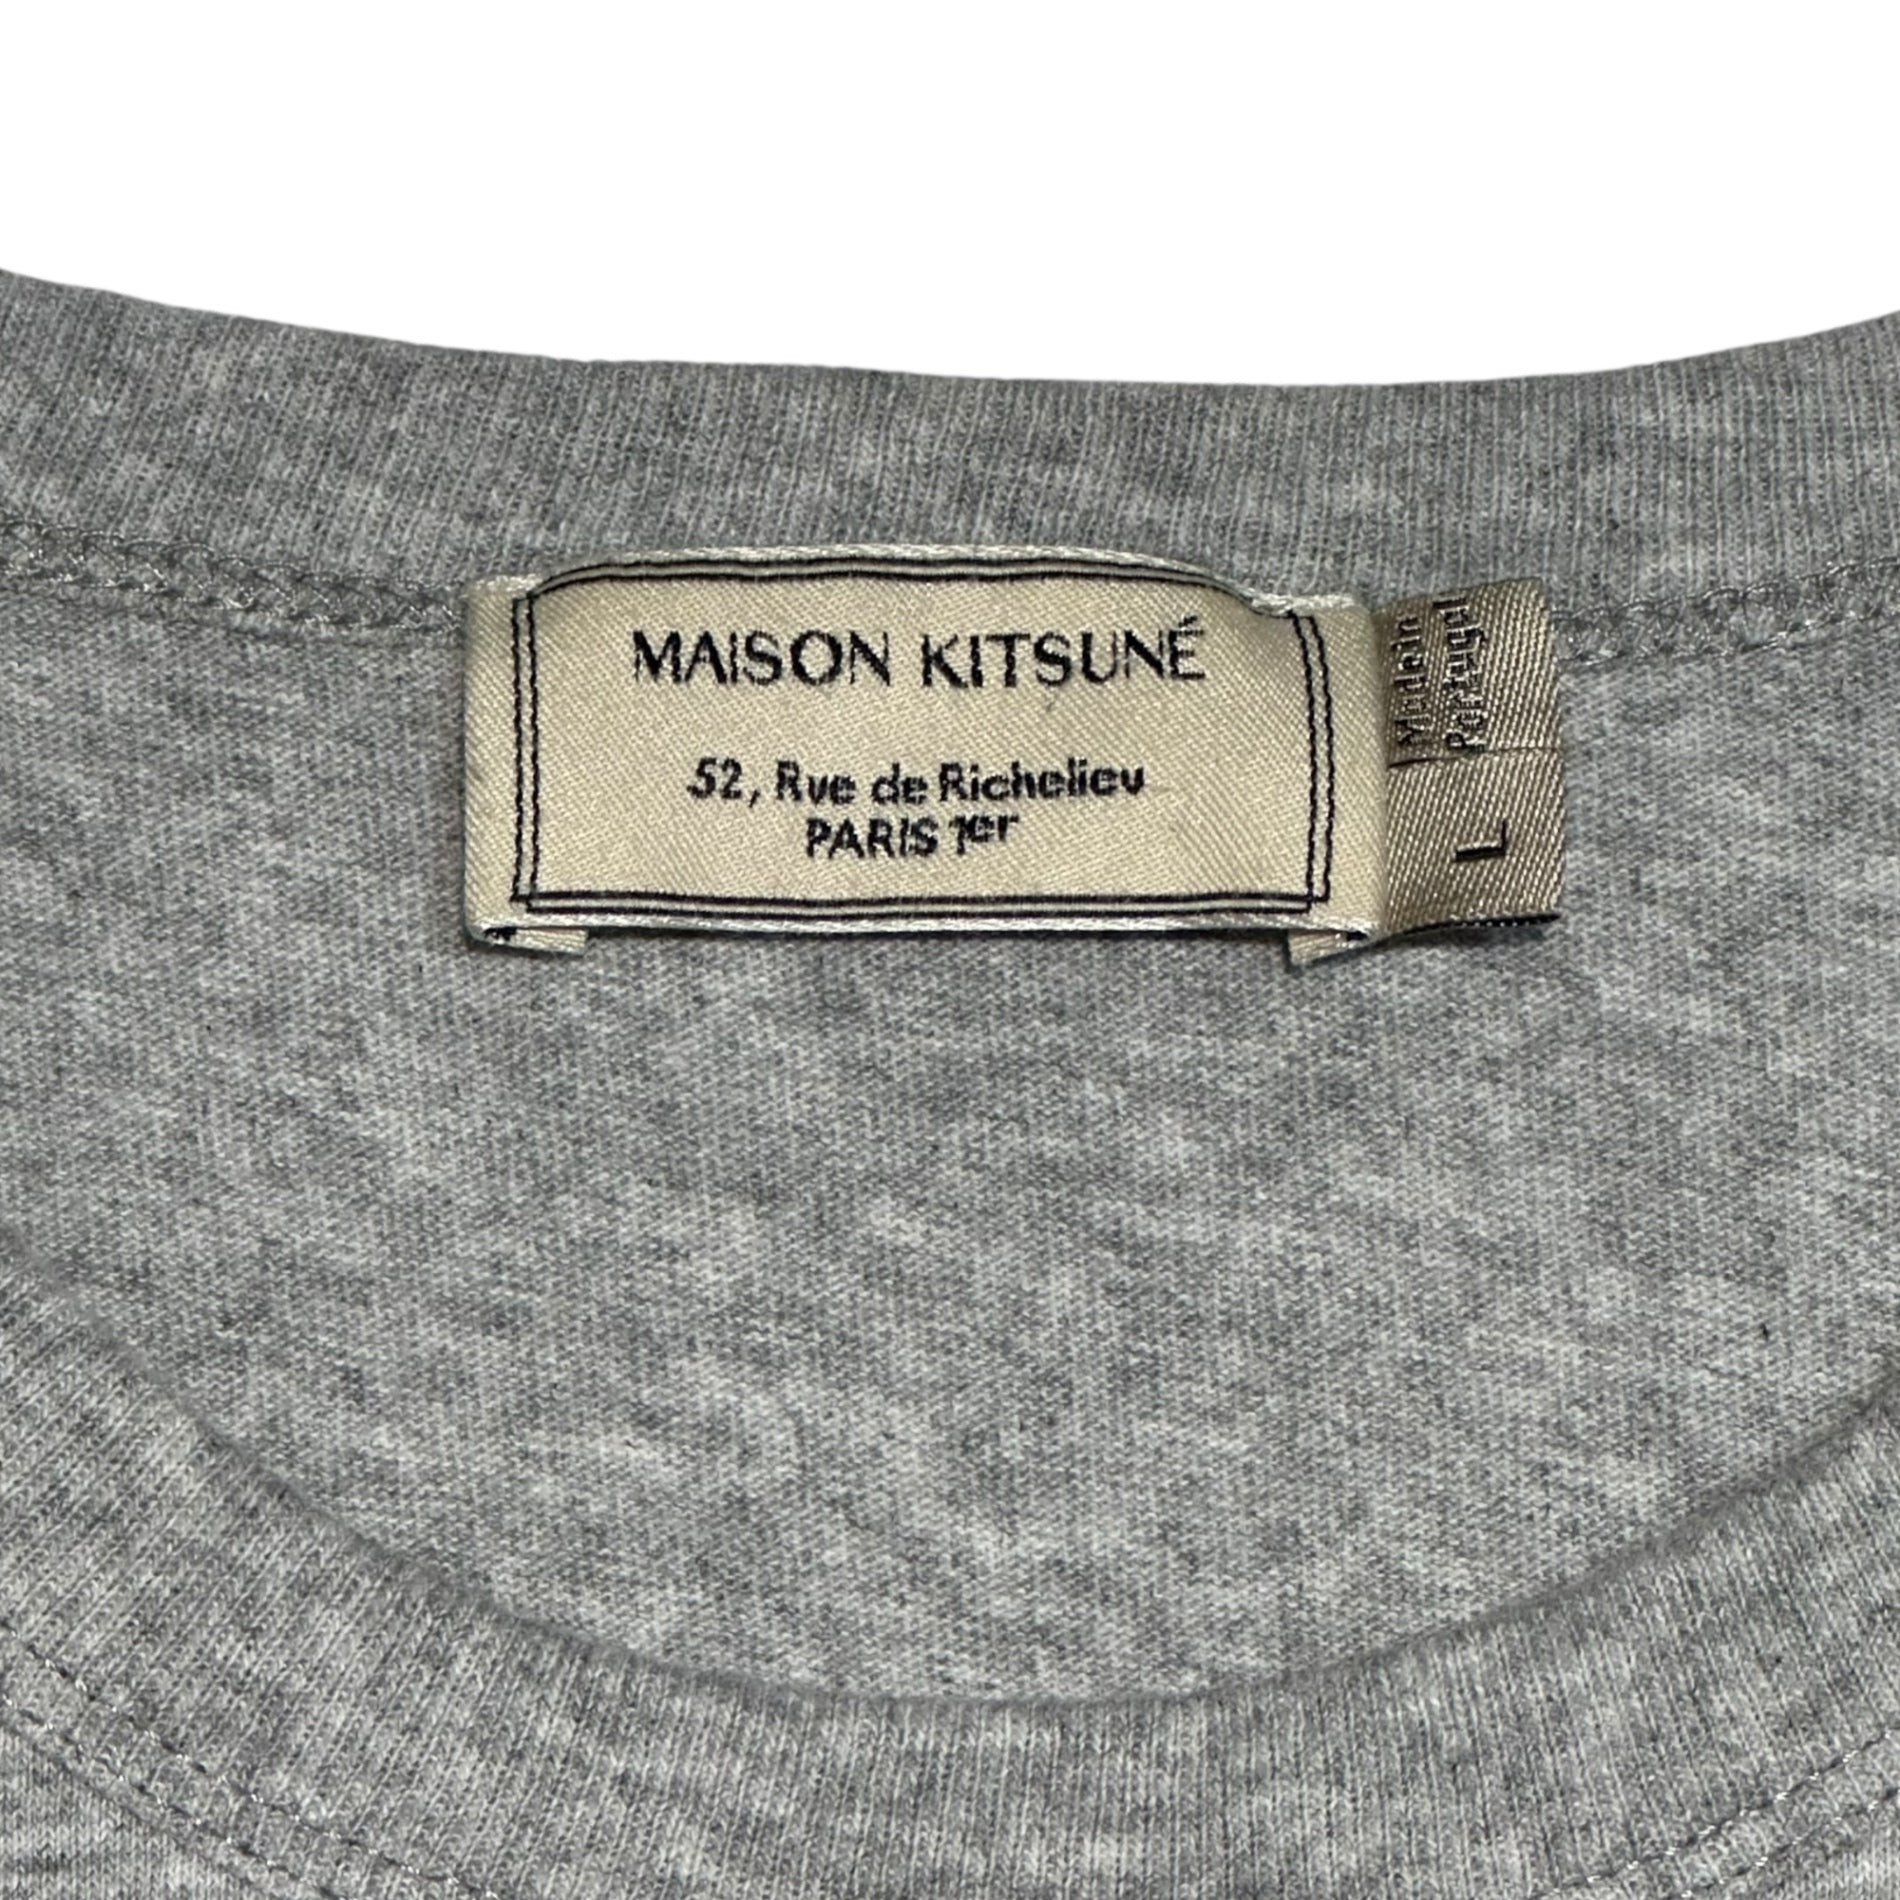 MAISON KITSUNÉ
52, Rue de Richelieu
PARIS 1er
Made in
Portugal
L